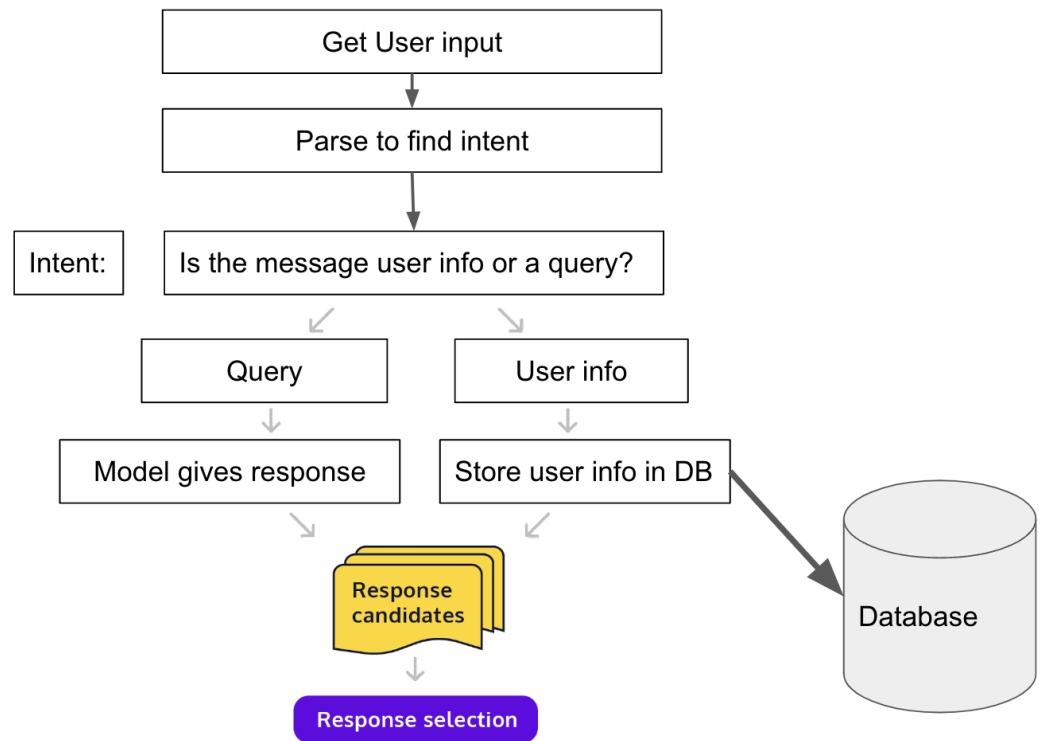 Get User input
Parse to find intent
Intent:
Is the message user info or a query?
Query
User info
Model gives response
Store user info in DB
Response
candidates
Database
Response selection